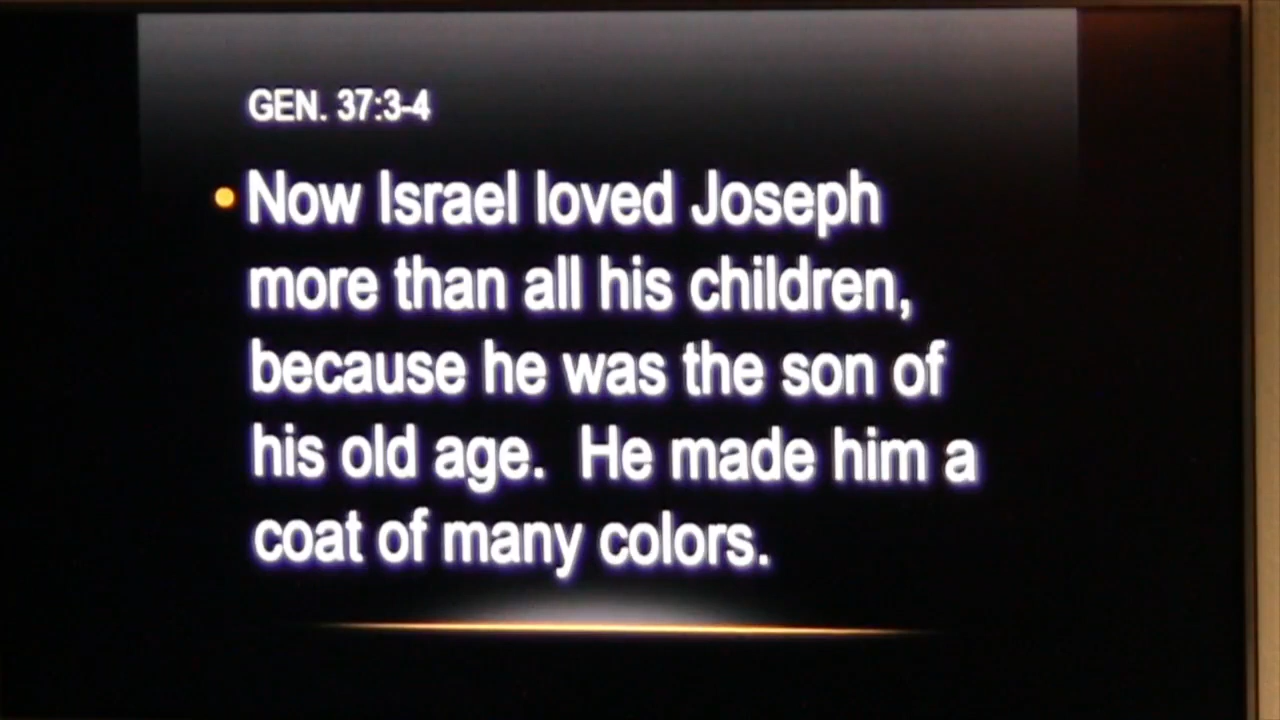 GEN. 37:3-4
Now Israel loved Joseph
more than all his children,
because he was the son of
his old age. He made him a
coat of many colors.